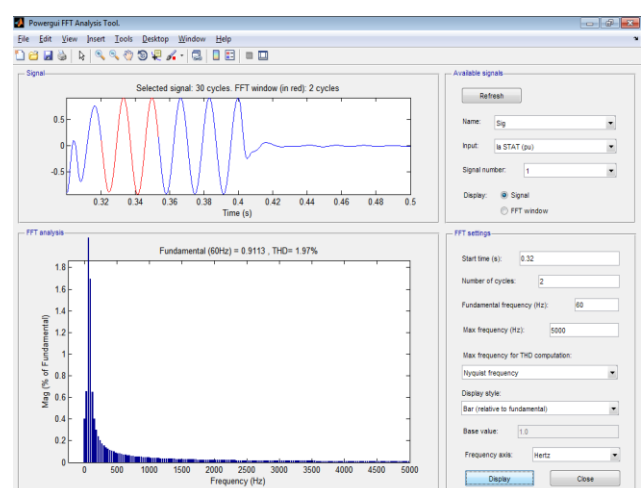 Powergui FFT Analysis Tool.
File Edit View Insert Tools Desktop Window Help
Signal
Selected signal: 30 cycles. FFT window (in red): 2 cycles
0.5
0
-0.5
0.32 0.34 0.36 0.38 0.4 0.42 0.44 0.46 0.48 0.5
Time (s)
FFT analysis
Fundamental (60Hz) = 0.9113 , THD= 1.97%
Mag (% of Fundamental)
1.8
1.6
1.4
1.2
1
0.8
0.6
0.4
0.2
0
0 500 1000 1500 2000 2500 3000 3500 4000 4500 5000
Frequency (Hz)
Available signals
Refresh
Name: Sig
Input: Ia STAT (pu)
Signal number: 1
Display: Signal
FFT window
FFT settings
Start time (s): 0.32
Number of cycles: 2
Fundamental frequency (Hz): 60
Max frequency (Hz): 5000
Max frequency for THD computation:
Nyquist frequency
Display style:
Bar (relative to fundamental)
Base value: 1.0
Frequency axis: Hertz
Display Close